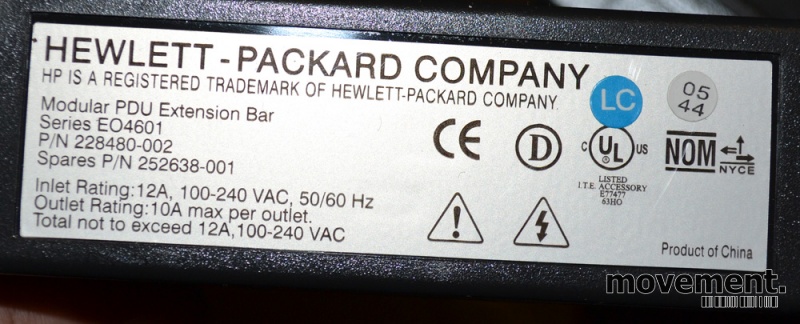 HEWLETT-PACKARD COMPANY
HP IS A REGISTERED TRADEMARK OF HEWLETT-PACKARD COMPANY.
Modular PDU Extension Bar
Series EO4601
P/N 228480-002
Spares P/N 252638-001
Inlet Rating: 12A, 100-240 VAC, 50/60 Hz
Outlet Rating: 10A max per outlet.
Total not to exceed 12A,100-240 VAC
LC
05
44
CE
D
C UL US
LISTED
I.T.E. ACCESSORY
E77477
63HO
NOM
NYCE
Product of China
movement.